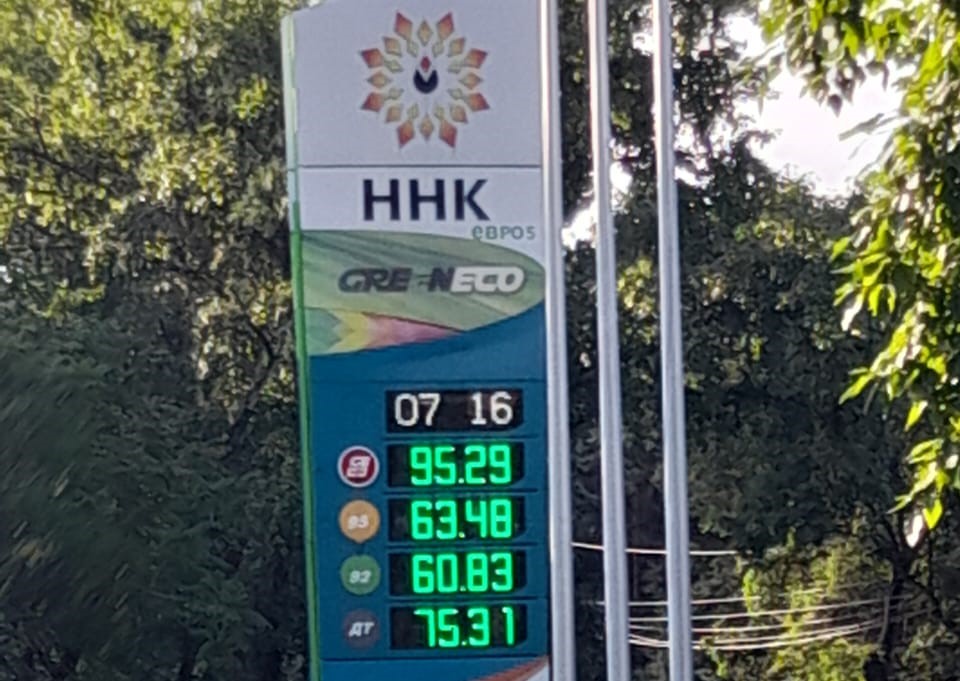 ННК
евро5
GREENECO
07 16
95.29
95 63.48
92 60.83
ДТ 75.31